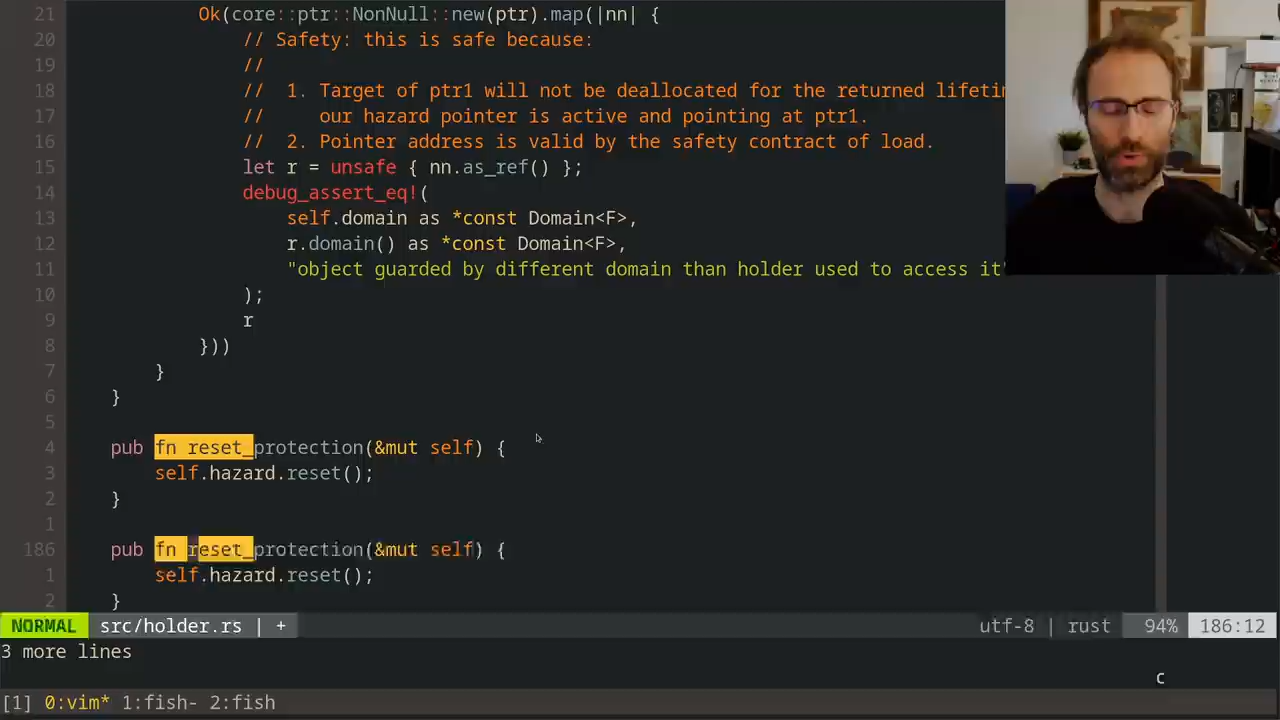 21 Ok(core::ptr::NonNull::new(ptr).map(|nn| {
20 // Safety: this is safe because:
19 //
18 //  1. Target of ptr1 will not be deallocated for the returned lifetim
17 //     our hazard pointer is active and pointing at ptr1.
16 //  2. Pointer address is valid by the safety contract of load.
15 let r = unsafe { nn.as_ref() };
14 debug_assert_eq!(
13 self.domain as *const Domain<F>,
12 r.domain() as *const Domain<F>,
11 "object guarded by different domain than holder used to access it"
10 );
9 r
8 }))
7 }
6 }
5
4 pub fn reset_protection(&mut self) {
3 self.hazard.reset();
2 }
1
186 pub fn reset_protection(&mut self) {
1 self.hazard.reset();
2 }
NORMAL src/holder.rs | + utf-8 | rust 94% 186:12
3 more lines
c
[1] 0:vim* 1:fish- 2:fish